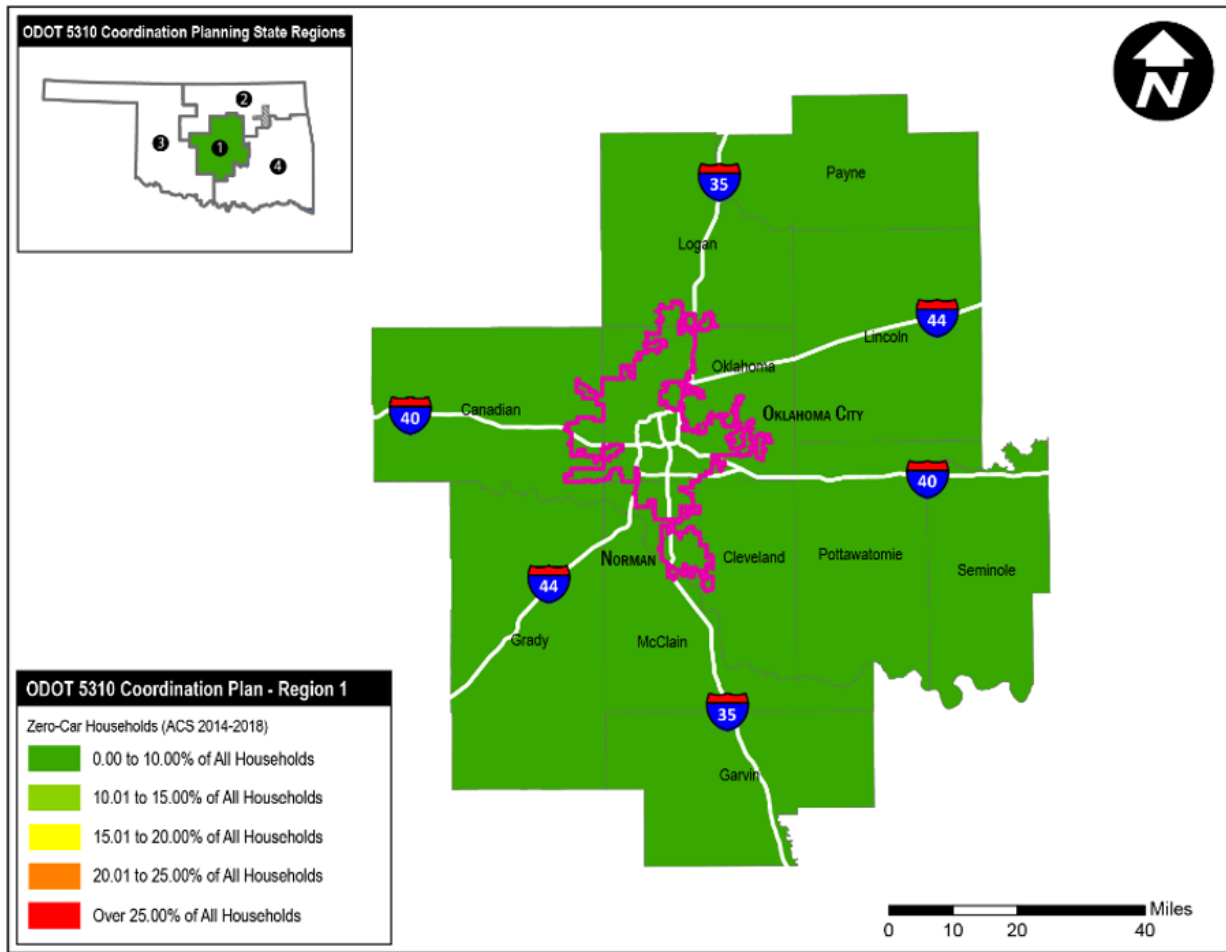 ODOT 5310 Coordination Planning State Regions
2
1
3
4
N
35
Payne
Logan
44
Lincoln
Oklahoma
40
Canadian
OKLAHOMA CITY
40
NORMAN
Cleveland
Pottawatomie
Seminole
44
Grady
McClain
35
Garvin
ODOT 5310 Coordination Plan - Region 1
Zero-Car Households (ACS 2014-2018)
0.00 to 10.00% of All Households
10.01 to 15.00% of All Households
15.01 to 20.00% of All Households
20.01 to 25.00% of All Households
Over 25.00% of All Households
Miles
0 10 20 40